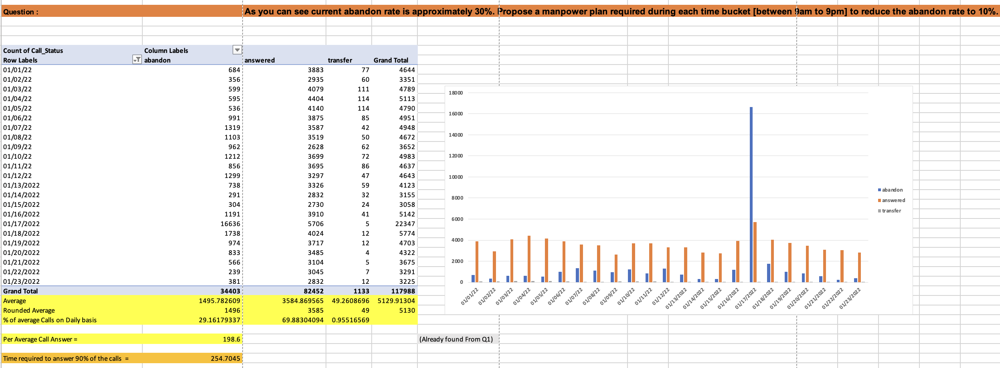 Question : As you can see current abandon rate is approximately 30%. Propose a manpower plan required during each time bucket [between 9am to 9pm] to reduce the abandon rate to 10%.
Count of Call_Status Column Labels
Row Labels abandon answered transfer Grand Total
01/01/22 684 3883 77 4644
01/02/22 356 2935 60 3351
01/03/22 599 4079 111 4789
01/04/22 595 4404 114 5113
01/05/22 536 4140 114 4790
01/06/22 991 3875 85 4951
01/07/22 1319 3587 42 4948
01/08/22 1103 3519 50 4672
01/09/22 962 2628 62 3652
01/10/22 1212 3699 72 4983
01/11/22 856 3695 86 4637
01/12/22 1299 3297 47 4643
01/13/2022 738 3326 59 4123
01/14/2022 291 2832 32 3155
01/15/2022 304 2730 24 3058
01/16/2022 1191 3910 41 5142
01/17/2022 16636 5706 5 22347
01/18/2022 1738 4024 12 5774
01/19/2022 974 3717 12 4703
01/20/2022 833 3485 4 4322
01/21/2022 566 3104 5 3675
01/22/2022 239 3045 7 3291
01/23/2022 381 2832 12 3225
Grand Total 34403 82452 1133 117988
Average 1495.782609 3584.869565 49.2608696 5129.91304
Rounded Average 1496 3585 49 5130
% of average Calls on Daily basis 29.16179337 69.88304094 0.95516569
Per Average Call Answer = 198.6 (Already found From Q1)
Time required to answer 90% of the calls = 254.7045
18000
16000
14000
12000
10000
8000
6000
4000
2000
0
01/01/22 01/02/22 01/03/22 01/04/22 01/05/22 01/06/22 01/07/22 01/08/22 01/09/22 01/10/22 01/11/22 01/12/22 01/13/2022 01/14/2022 01/15/2022 01/16/2022 01/17/2022 01/18/2022 01/19/2022 01/20/2022 01/21/2022 01/22/2022 01/23/2022
abandon
answered
transfer